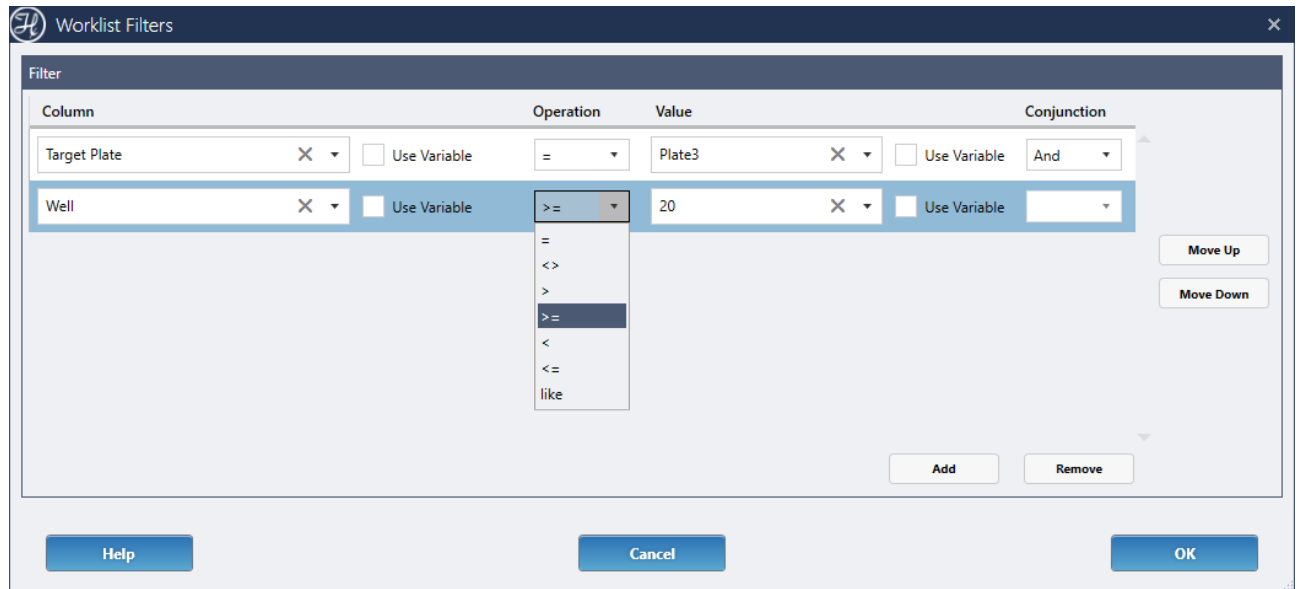 Worklist Filters
Filter
Column Operation Value Conjunction
Target Plate Use Variable = Plate3 Use Variable And
Well Use Variable >= 20 Use Variable
=
<>
>
>=
<
<=
like
Move Up
Move Down
Add Remove
Help Cancel OK